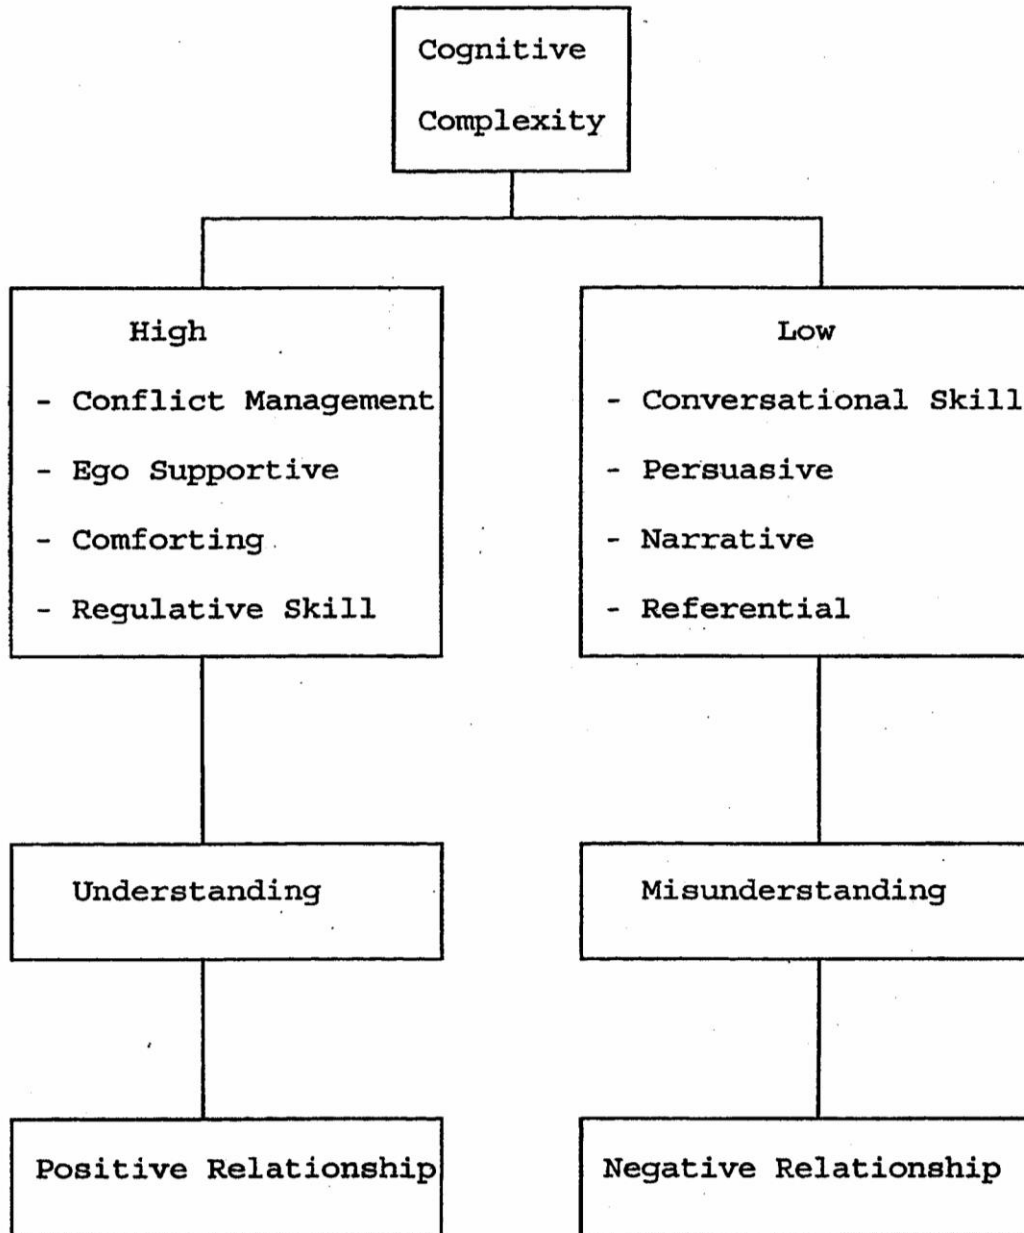 Cognitive
Complexity
High
- Conflict Management
- Ego Supportive
- Comforting
- Regulative Skill
Low
- Conversational Skill
- Persuasive
- Narrative
- Referential
Understanding
Misunderstanding
Positive Relationship
Negative Relationship